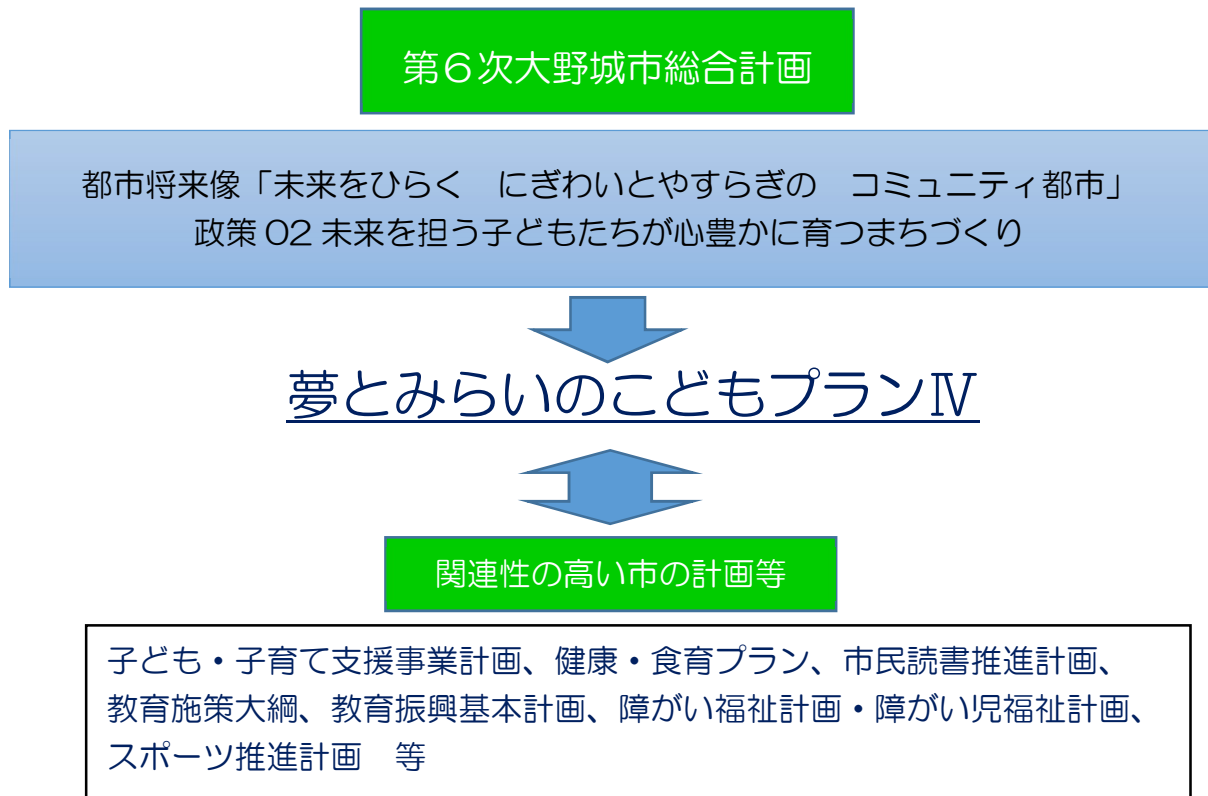 第６次大野城市総合計画
都市将来像「未来をひらく　にぎわいとやすらぎの　コミュニティ都市」
政策 02 未来を担う子どもたちが心豊かに育つまちづくり
夢とみらいのこどもプランⅣ
関連性の高い市の計画等
子ども・子育て支援事業計画、健康・食育プラン、市民読書推進計画、
教育施策大綱、教育振興基本計画、障がい福祉計画・障がい児福祉計画、
スポーツ推進計画　等